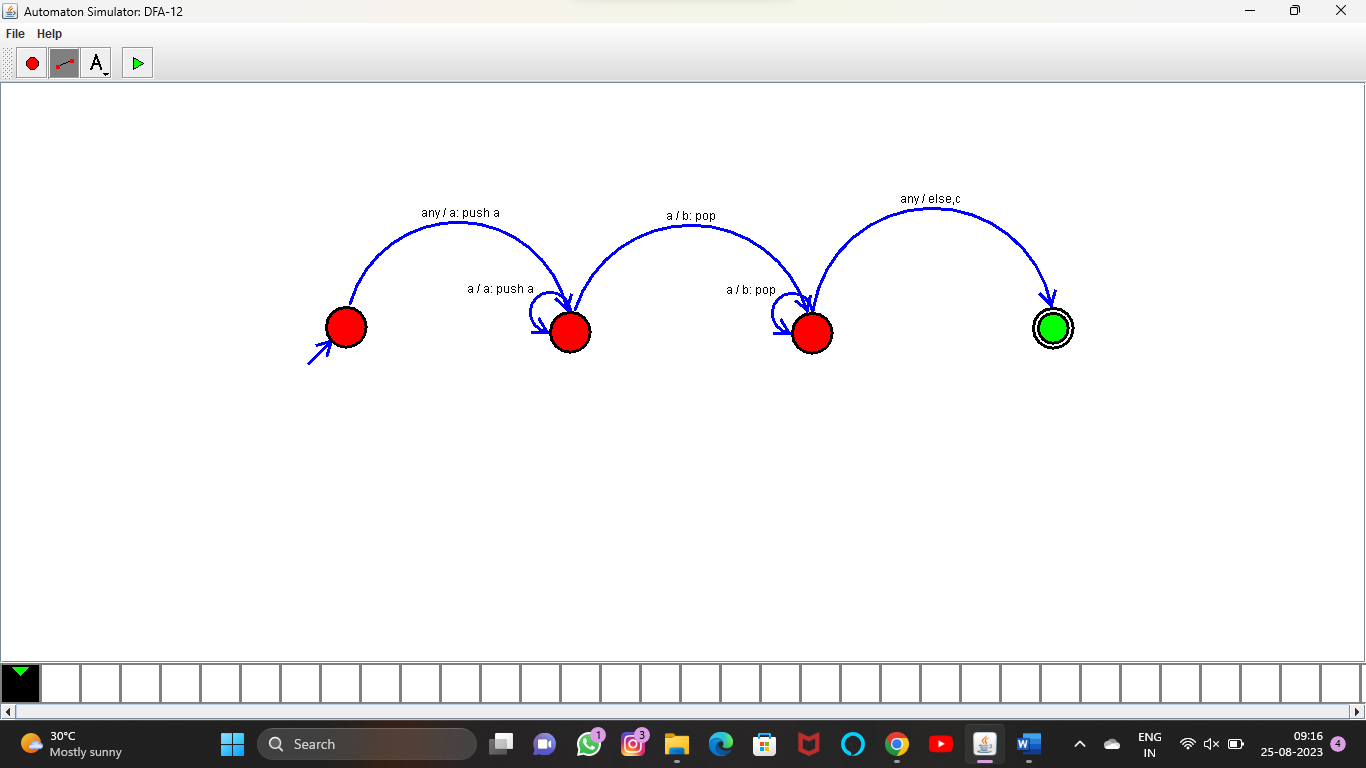 Automaton Simulator: DFA-12
File Help
A
any / a: push a
a / b: pop
any / else,c
a / a: push a
a / b: pop
30°C
Mostly sunny
Search
1
3
ENG
IN
09:16
25-08-2023
4